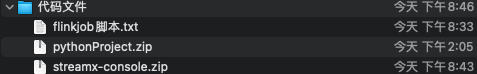 代码文件 今天 下午8:46
flinkjob脚本.txt 今天 下午8:33
pythonProject.zip 今天 下午2:05
streamx-console.zip 今天 下午8:43